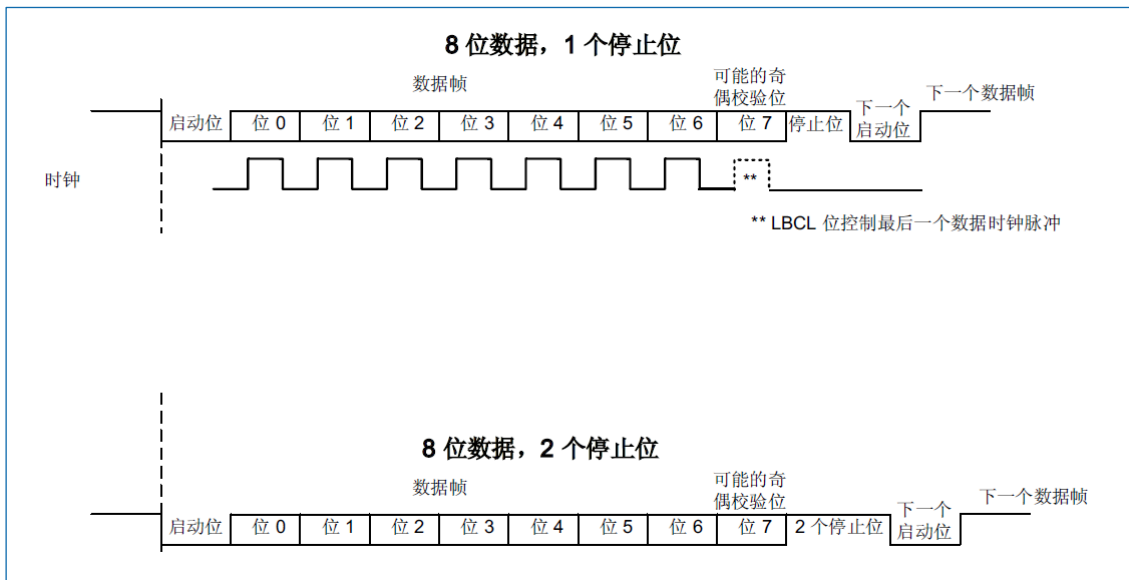 8 位数据，1 个停止位
数据帧
可能的奇
偶校验位
下一个数据帧
启动位 位 0 位 1 位 2 位 3 位 4 位 5 位 6 位 7 停止位 下一个
启动位
时钟
**
** LBCL 位控制最后一个数据时钟脉冲
8 位数据，2 个停止位
数据帧
可能的奇
偶校验位
下一个数据帧
启动位 位 0 位 1 位 2 位 3 位 4 位 5 位 6 位 7 2 个停止位 下一个
启动位